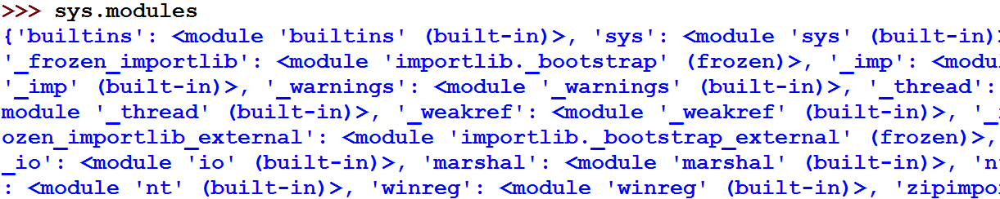 >>> sys.modules
{'builtins': <module 'builtins' (built-in)>, 'sys': <module 'sys' (built-in)>
'_frozen_importlib': <module 'importlib._bootstrap' (frozen)>, '_imp': <modu
'_imp' (built-in)>, '_warnings': <module '_warnings' (built-in)>, '_thread':
module '_thread' (built-in)>, '_weakref': <module '_weakref' (built-in)>, '_
ozen_importlib_external': <module 'importlib._bootstrap_external' (frozen)>,
_io': <module 'io' (built-in)>, 'marshal': <module 'marshal' (built-in)>, 'n
: <module 'nt' (built-in)>, 'winreg': <module 'winreg' (built-in)>, 'zipimpo